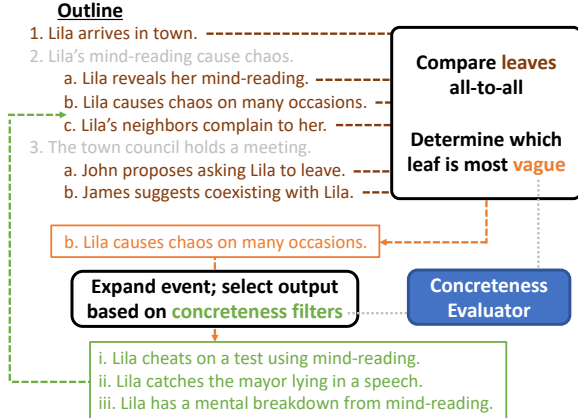 Outline
1. Lila arrives in town.
2. Lila's mind-reading cause chaos.
a. Lila reveals her mind-reading.
b. Lila causes chaos on many occasions.
c. Lila's neighbors complain to her.
3. The town council holds a meeting.
a. John proposes asking Lila to leave.
b. James suggests coexisting with Lila.
Compare leaves
all-to-all
Determine which
leaf is most vague
b. Lila causes chaos on many occasions.
Expand event; select output
based on concreteness filters
Concreteness
Evaluator
i. Lila cheats on a test using mind-reading.
ii. Lila catches the mayor lying in a speech.
iii. Lila has a mental breakdown from mind-reading.